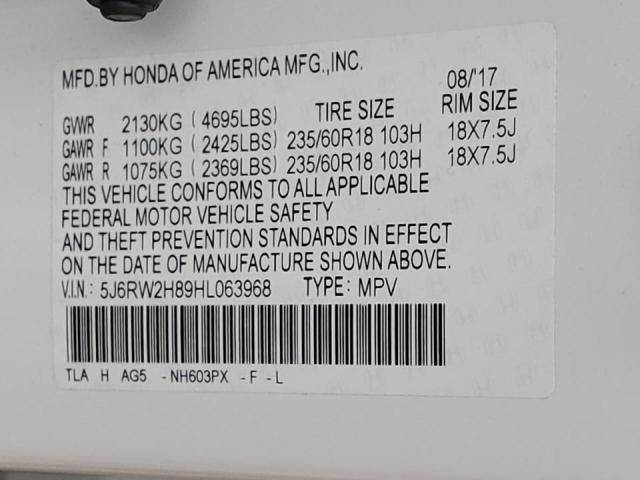 MFD.BY HONDA OF AMERICA MFG.,INC. 08/'17
GVWR 2130KG ( 4695LBS) TIRE SIZE RIM SIZE
GAWR F 1100KG ( 2425LBS) 235/60R18 103H 18X7.5J
GAWR R 1075KG ( 2369LBS) 235/60R18 103H 18X7.5J
THIS VEHICLE CONFORMS TO ALL APPLICABLE
FEDERAL MOTOR VEHICLE SAFETY
AND THEFT PREVENTION STANDARDS IN EFFECT
ON THE DATE OF MANUFACTURE SHOWN ABOVE.
V.I.N.: 5J6RW2H89HL063968 TYPE: MPV
TLA H AG5 -NH603PX -F-L